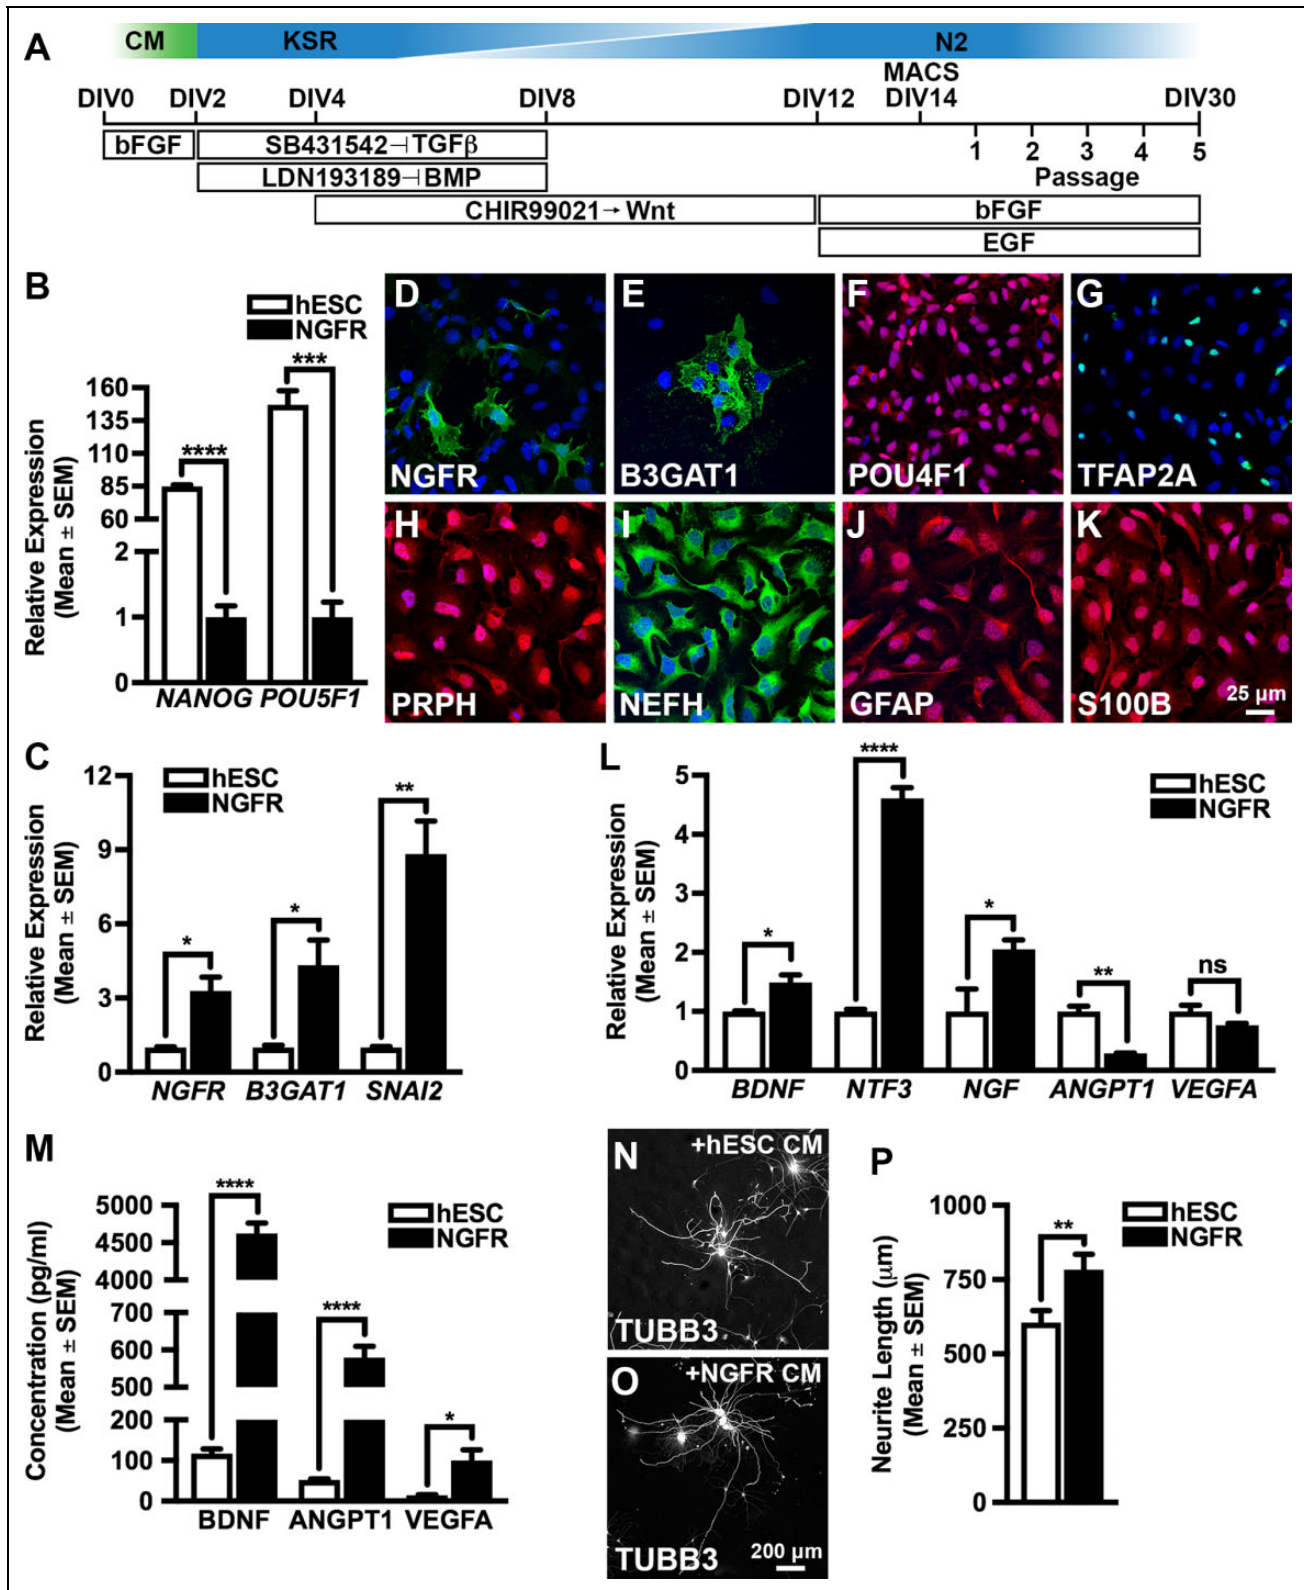 A
CM KSR N2
MACS
DIV0 DIV2 DIV4 DIV8 DIV12 DIV14 DIV30
bFGF SB431542⊣TGFβ 1 2 3 4 5
LDN193189⊣BMP Passage
CHIR99021→Wnt bFGF
EGF
B
hESC
NGFR
Relative Expression
(Mean ± SEM)
160
135
110
85
60
2
1
0
****
***
NANOG POU5F1
D
NGFR
E
B3GAT1
F
POU4F1
G
TFAP2A
H
PRPH
I
NEFH
J
GFAP
K
S100B
25 μm
C
hESC
NGFR
Relative Expression
(Mean ± SEM)
12
9
6
3
0
*
*
**
NGFR B3GAT1 SNAI2
L
hESC
NGFR
Relative Expression
(Mean ± SEM)
5
4
3
2
1
0
*
****
*
**
ns
BDNF NTF3 NGF ANGPT1 VEGFA
M
hESC
NGFR
Concentration (pg/ml)
(Mean ± SEM)
5000
4500
4000
700
600
500
200
100
0
****
****
*
BDNF ANGPT1 VEGFA
N
+hESC CM
TUBB3
O
+NGFR CM
TUBB3
200 μm
P
hESC
NGFR
Neurite Length (μm)
(Mean ± SEM)
1000
750
500
250
0
**